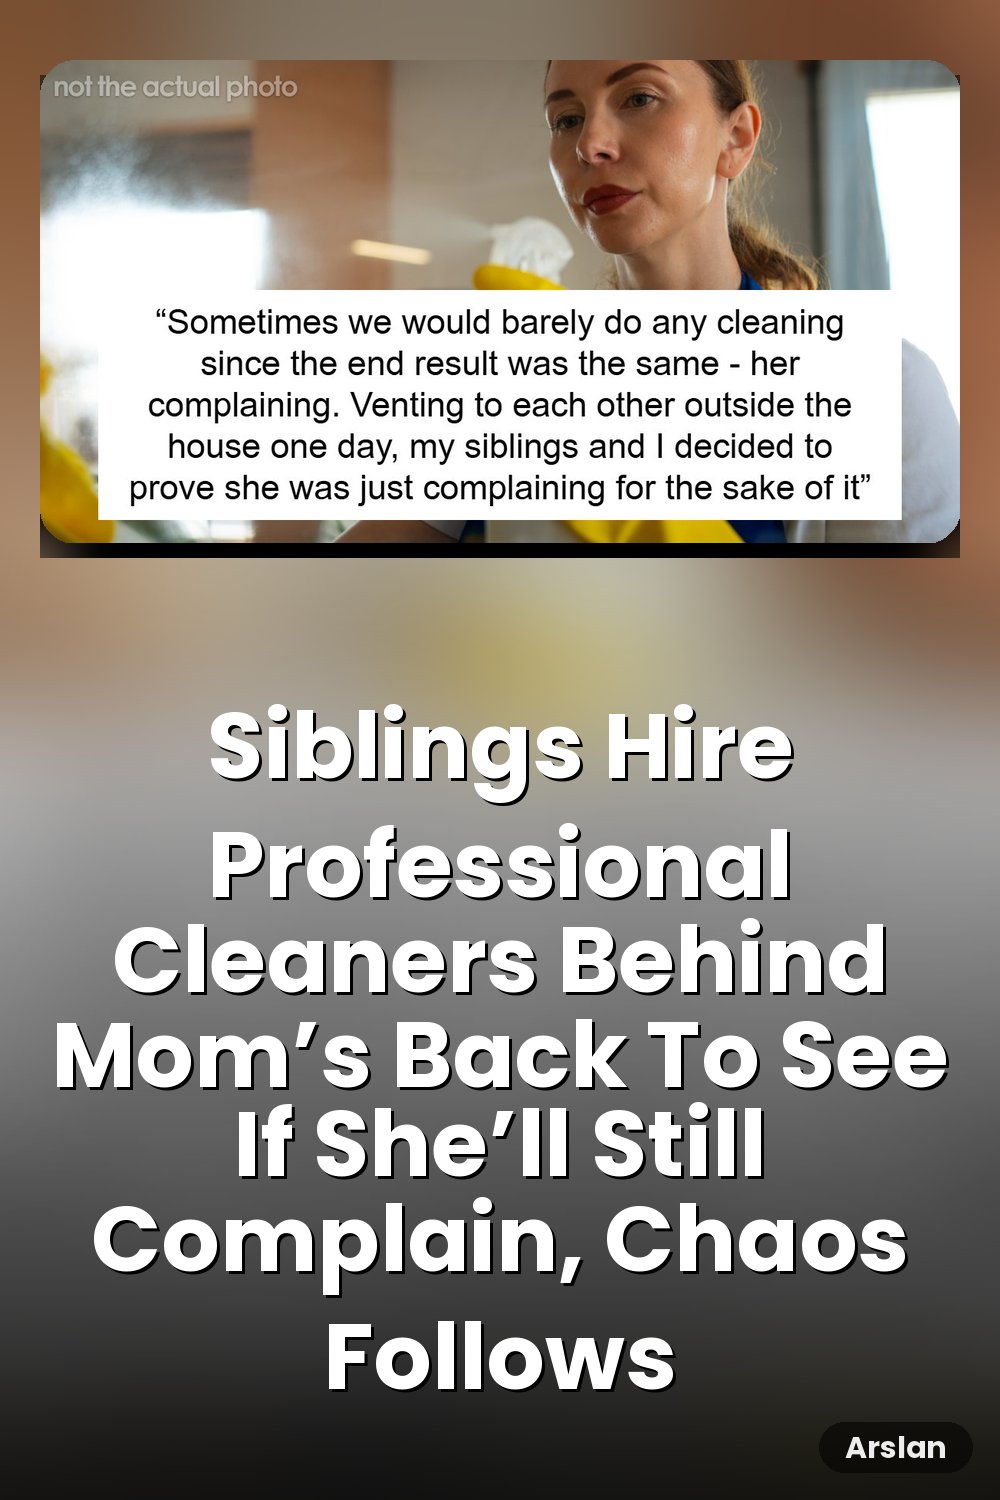 not the actual photo
“Sometimes we would barely do any cleaning
since the end result was the same - her
complaining. Venting to each other outside the
house one day, my siblings and I decided to
prove she was just complaining for the sake of it”
Siblings Hire
Professional
Cleaners Behind
Mom’s Back To See
If She’ll Still
Complain, Chaos
Follows
Arslan